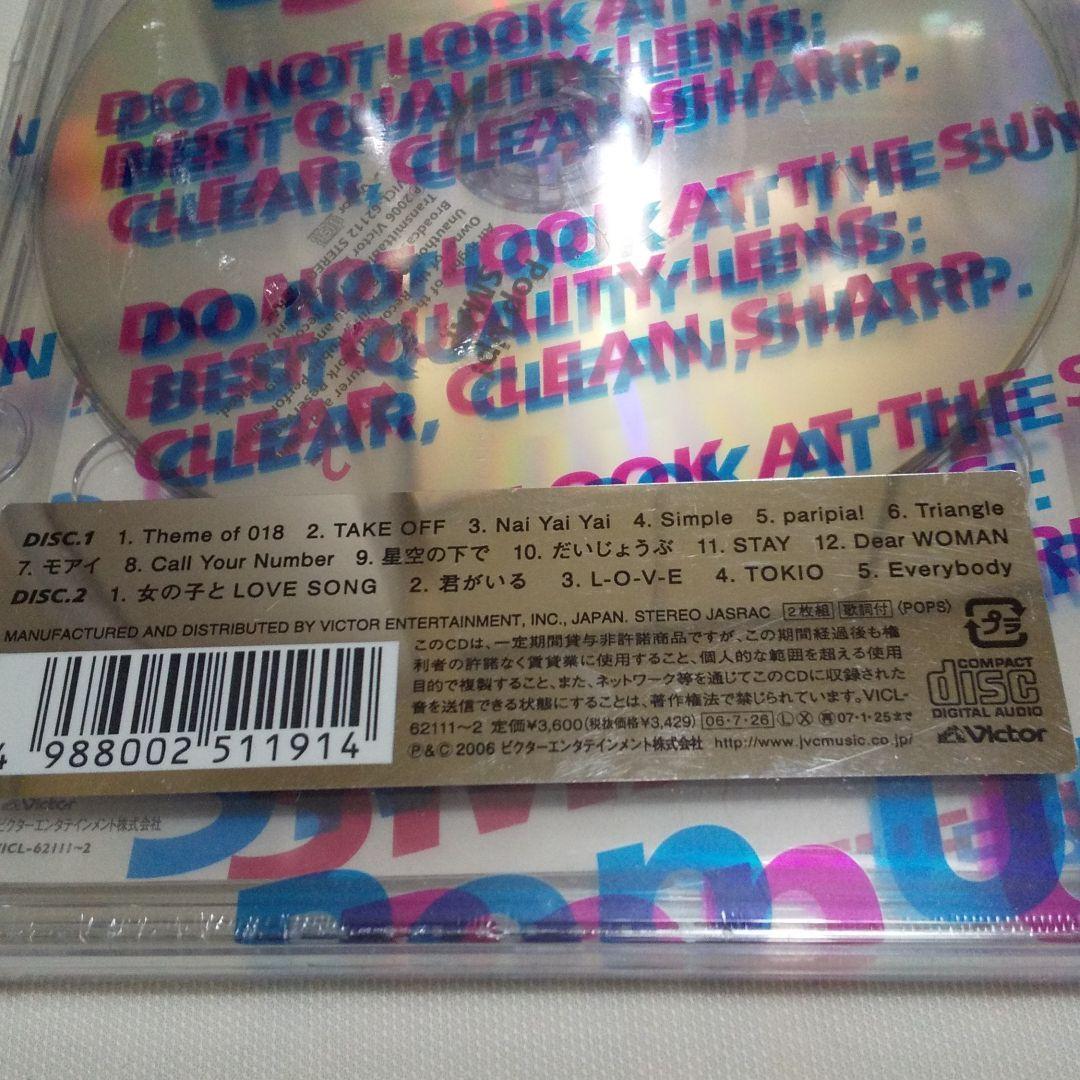 DO NOT LOOK AT THE SUN
BEST QUALITY LENS:
CLEAR, CLEAN, SHARP.
DO NOT LOOK AT THE SUN
BEST QUALITY LENS:
CLEAR, CLEAN, SHARP.
LOOK AT THE
VICL-62112 STEREO
℗2006 Victor
DISC.1 1. Theme of 018 2. TAKE OFF 3. Nai Yai Yai 4. Simple 5. paripia! 6. Triangle
7. モアイ 8. Call Your Number 9. 星空の下で 10. だいじょうぶ 11. STAY 12. Dear WOMAN
DISC.2 1. 女の子とLOVE SONG 2. 君がいる 3. L-O-V-E 4. TOKIO 5. Everybody
MANUFACTURED AND DISTRIBUTED BY VICTOR ENTERTAINMENT, INC., JAPAN. STEREO JASRAC 2枚組 歌詞付 〈POPS〉
このCDは、一定期間貸与非許諾商品ですが、この期間経過後も権
利者の許諾なく賃貸業に使用すること、個人的な範囲を超える使用
目的で複製すること、また、ネットワーク等を通じてこのCDに収録された
音を送信できる状態にすることは、著作権法で禁じられています。VICL-
62111~2 定価¥3,600(税抜価格¥3,429) 06・7・26 Ⓛ Ⓧ ㊢07・1・25まで
℗&© 2006 ビクターエンタテインメント株式会社 http://www.jvcmusic.co.jp/
プラ
COMPACT
disc
DIGITAL AUDIO
Victor
4 988002 511914
Victor
ビクターエンタテインメント株式会社
VICL-62111~2